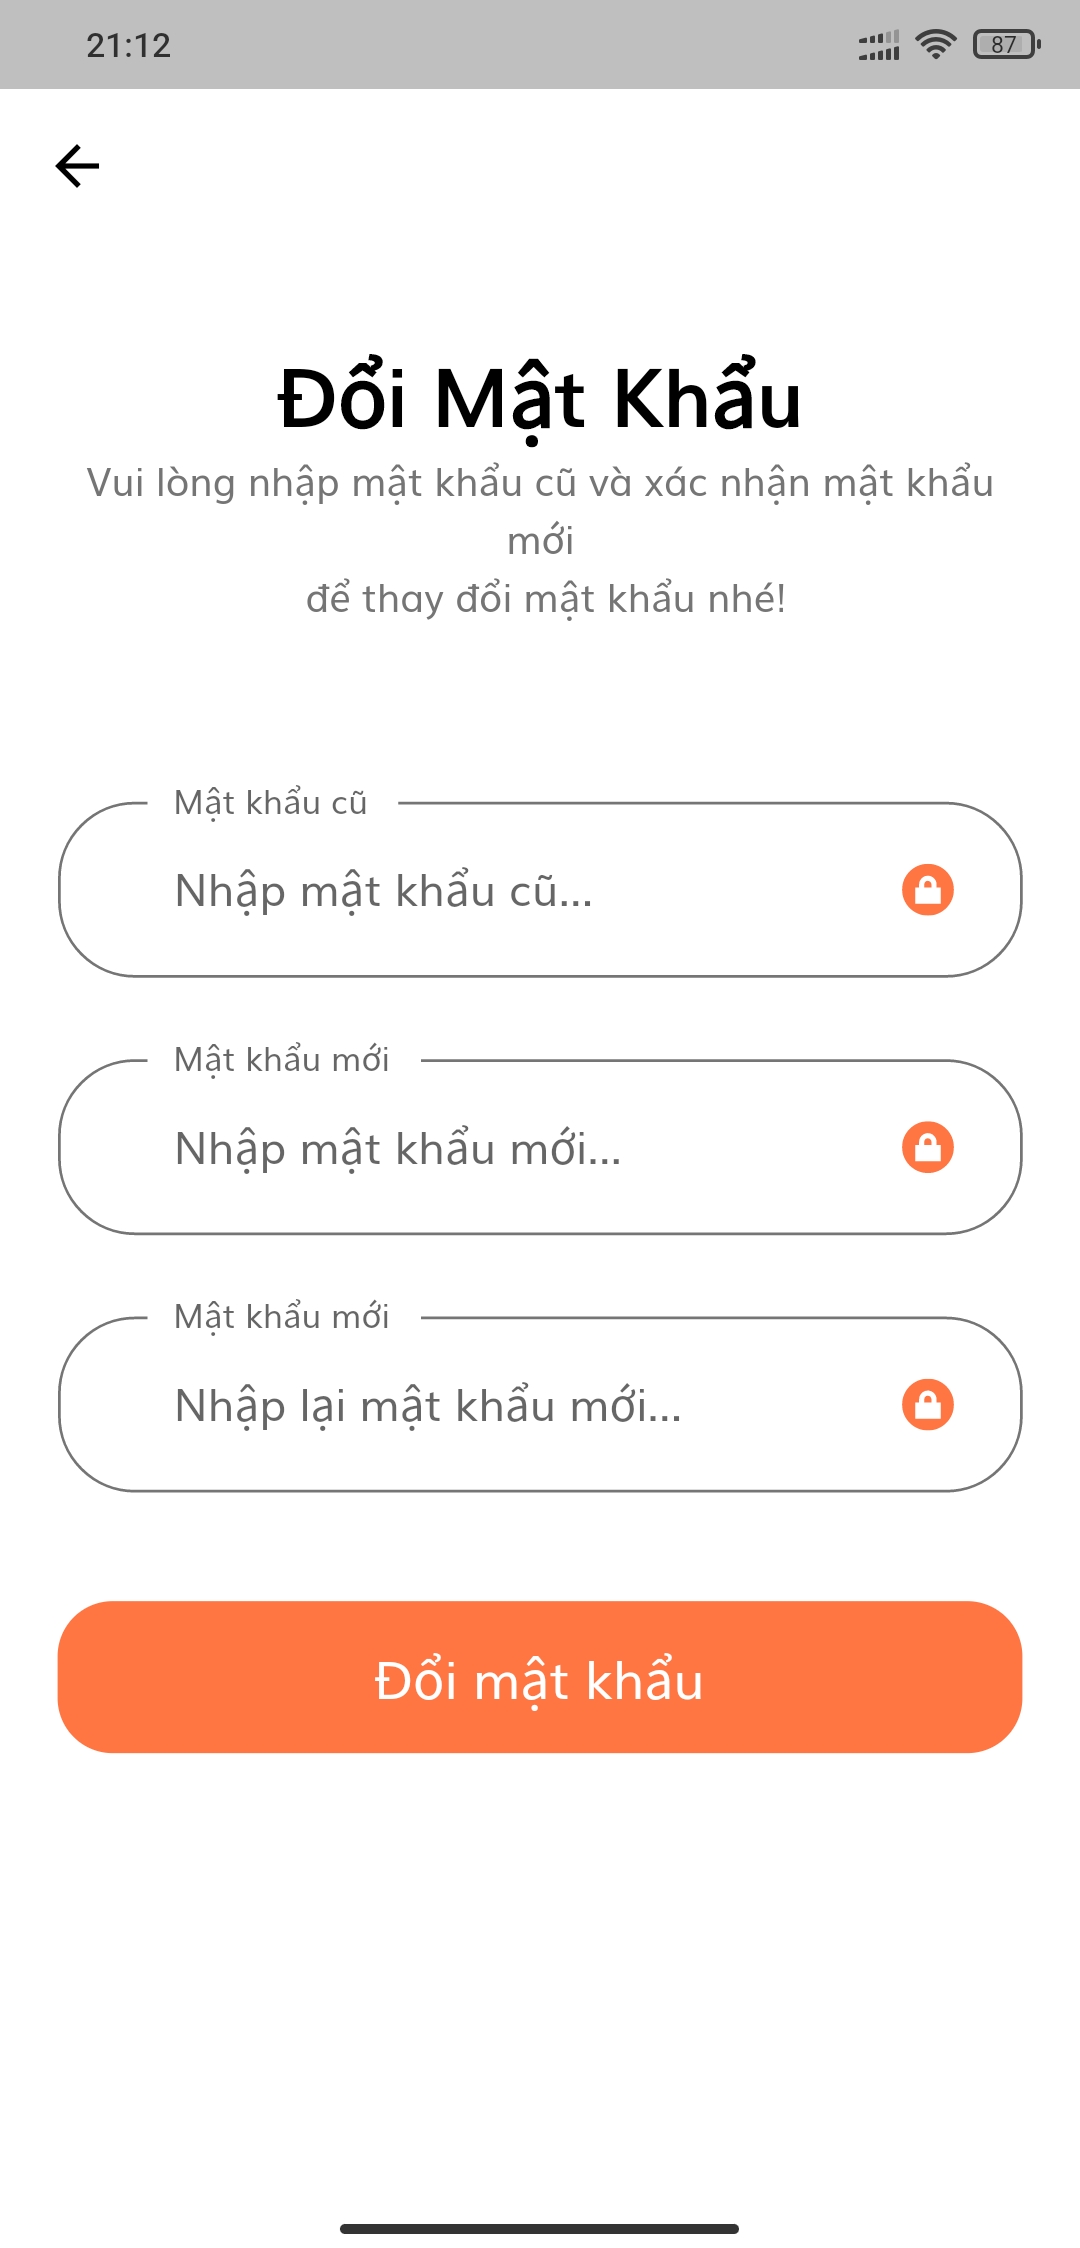 21:12
87
Đổi Mật Khẩu
Vui lòng nhập mật khẩu cũ và xác nhận mật khẩu
mới
để thay đổi mật khẩu nhé!
Mật khẩu cũ
Nhập mật khẩu cũ...
Mật khẩu mới
Nhập mật khẩu mới...
Mật khẩu mới
Nhập lại mật khẩu mới...
Đổi mật khẩu